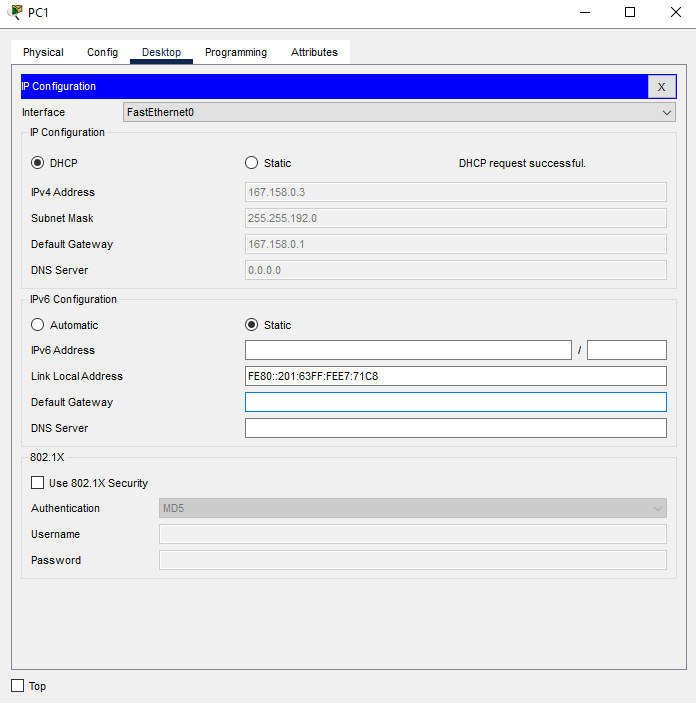 PC1
Physical Config Desktop Programming Attributes
IP Configuration X
Interface FastEthernet0
IP Configuration
DHCP Static DHCP request successful.
IPv4 Address 167.158.0.3
Subnet Mask 255.255.192.0
Default Gateway 167.158.0.1
DNS Server 0.0.0.0
IPv6 Configuration
Automatic Static
IPv6 Address /
Link Local Address FE80::201:63FF:FEE7:71C8
Default Gateway
DNS Server
802.1X
Use 802.1X Security
Authentication MD5
Username
Password
Top